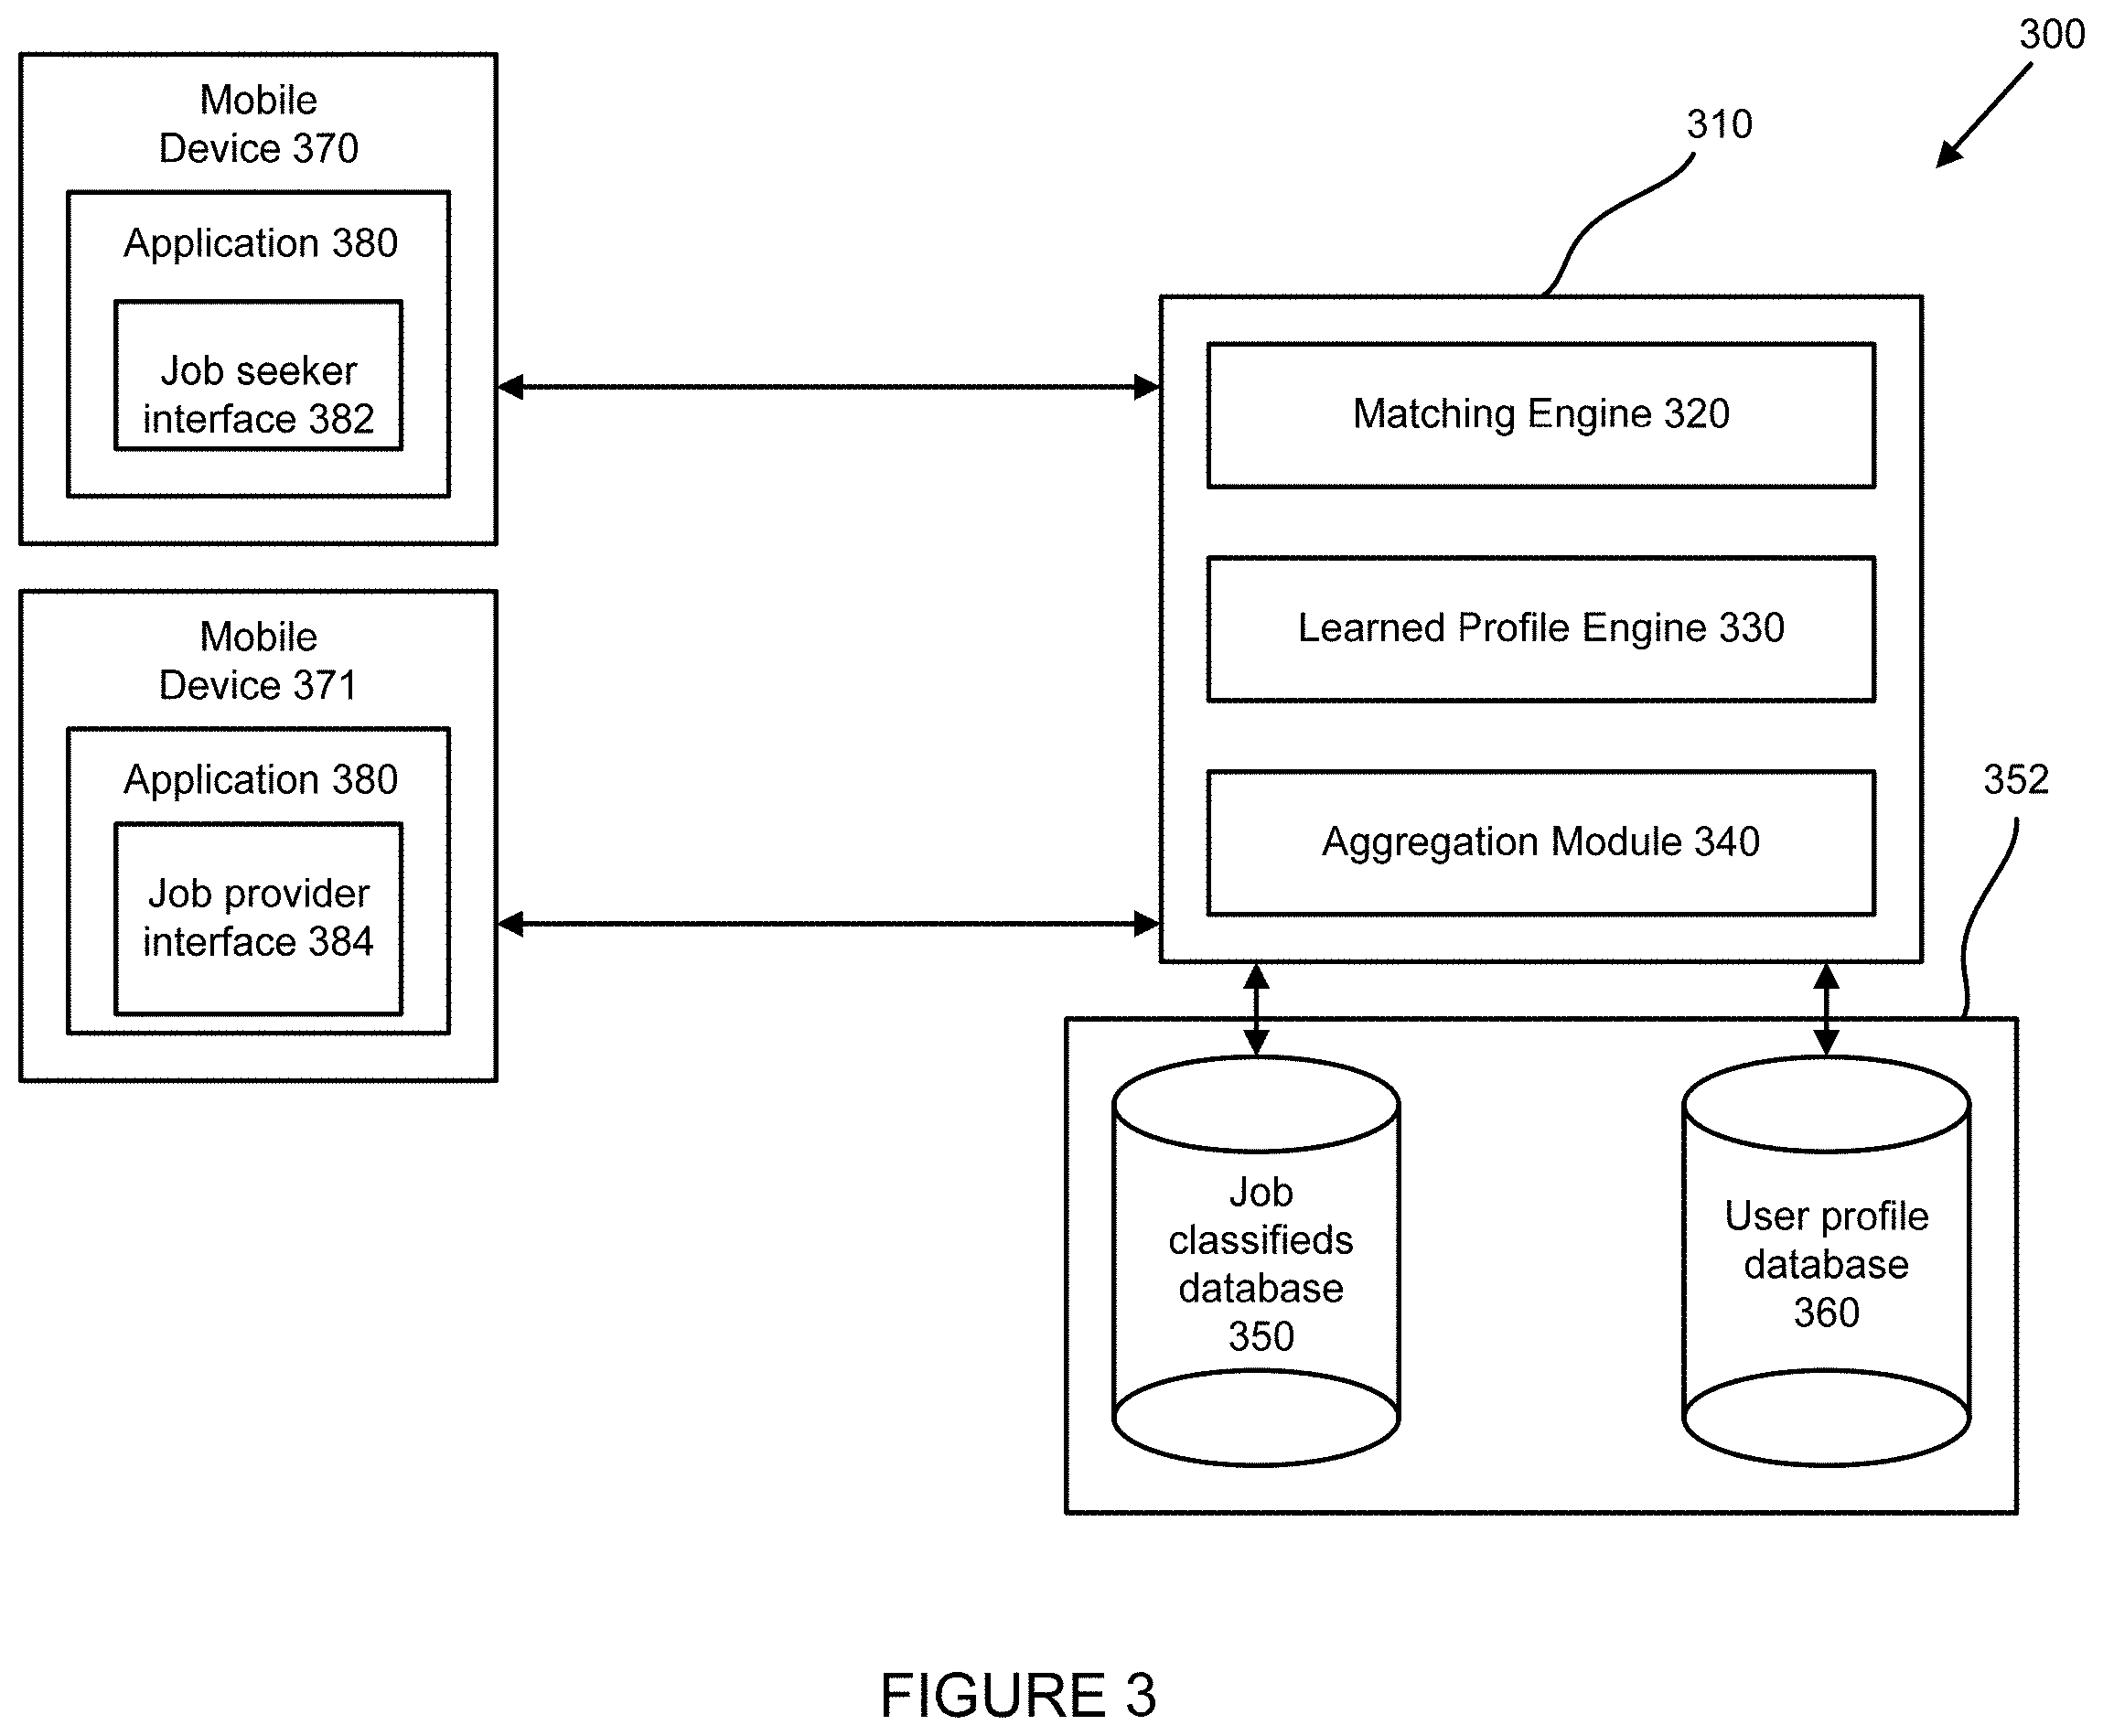 300
310
Mobile
Device 370
Application 380
Job seeker
interface 382
Mobile
Device 371
Application 380
Job provider
interface 384
Matching Engine 320
Learned Profile Engine 330
Aggregation Module 340
352
Job
classifieds
database
350
User profile
database
360
FIGURE 3